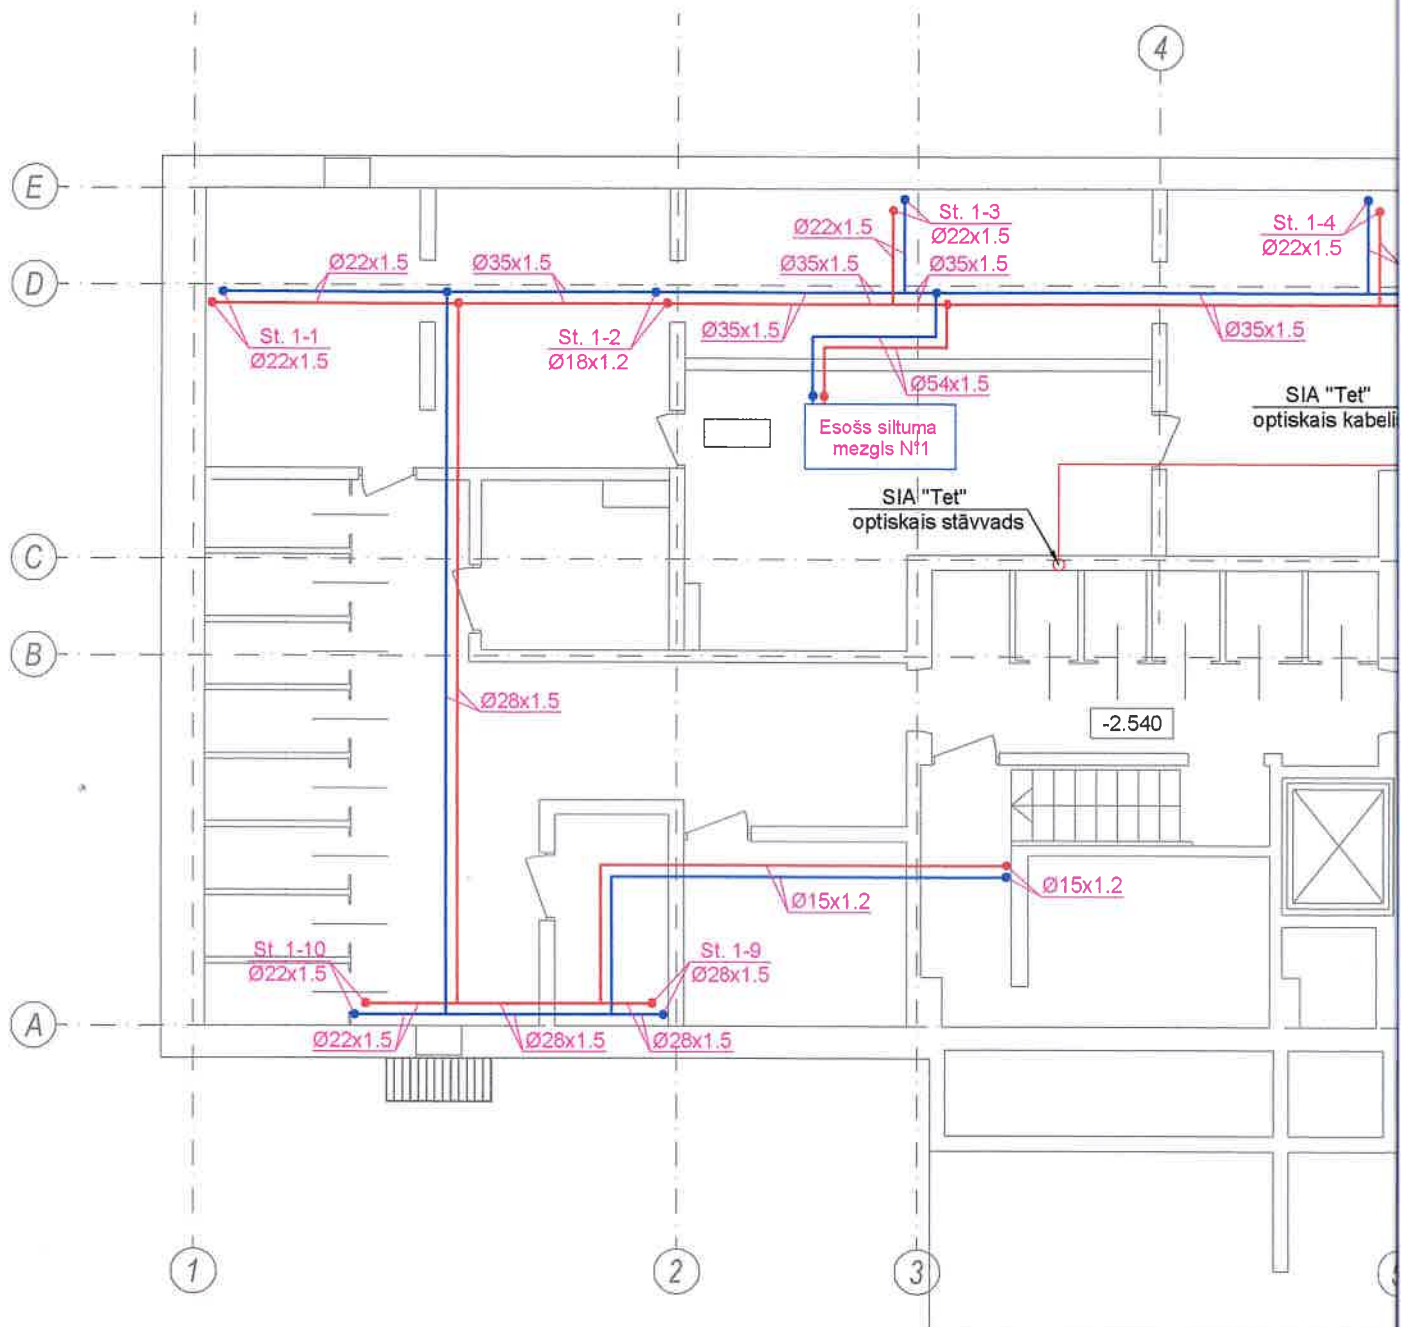 4
E
St. 1-3
Ø22x1.5
Ø22x1.5
St. 1-4
Ø22x1.5
D
Ø22x1.5
Ø35x1.5
Ø35x1.5
Ø35x1.5
St. 1-1
Ø22x1.5
St. 1-2
Ø18x1.2
Ø35x1.5
Ø35x1.5
Ø54x1.5
SIA "Tet"
optiskais kabelis
Esošs siltuma
mezgls N°1
SIA "Tet"
optiskais stāvvads
C
B
Ø28x1.5
-2.540
Ø15x1.2
Ø15x1.2
St. 1-10
Ø22x1.5
St. 1-9
Ø28x1.5
A
Ø22x1.5
Ø28x1.5
Ø28x1.5
1
2
3